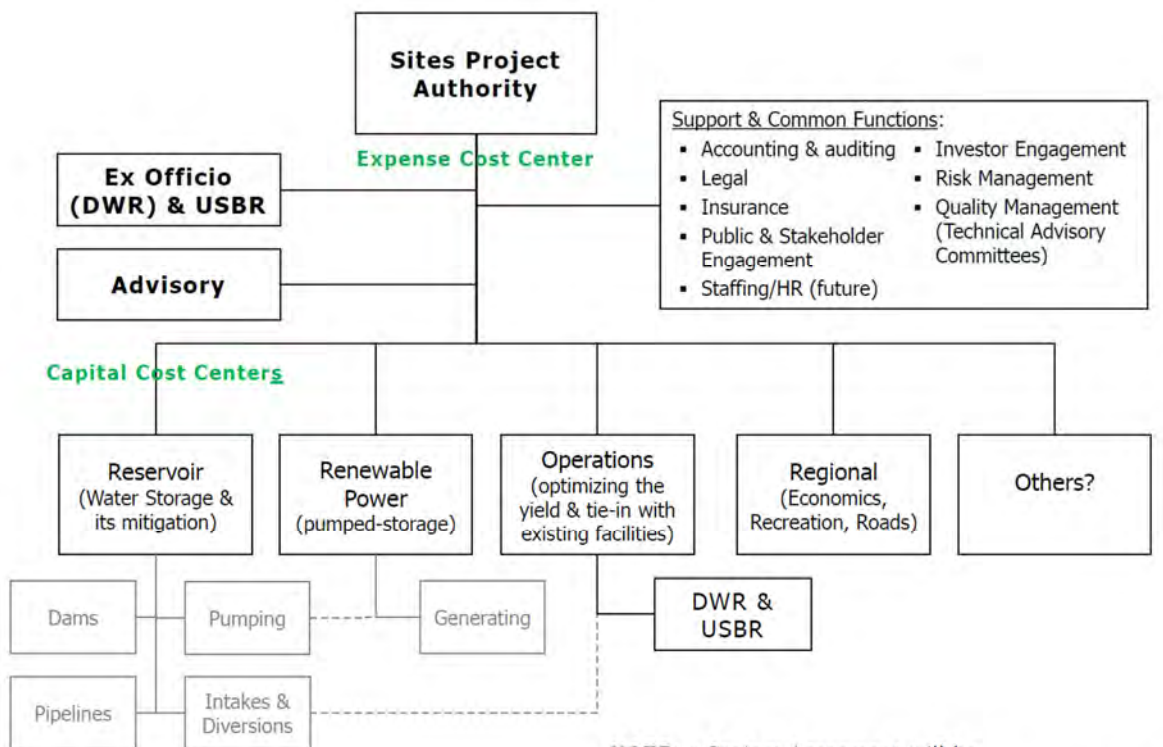 Sites Project
Authority
Expense Cost Center
Support & Common Functions:
▪ Accounting & auditing
▪ Legal
▪ Insurance
▪ Public & Stakeholder
Engagement
▪ Staffing/HR (future)
▪ Investor Engagement
▪ Risk Management
▪ Quality Management
(Technical Advisory
Committees)
Ex Officio
(DWR) & USBR
Advisory
Capital Cost Centers
Reservoir
(Water Storage &
its mitigation)
Renewable
Power
(pumped-storage)
Operations
(optimizing the
yield & tie-in with
existing facilities)
Regional
(Economics,
Recreation, Roads)
Others?
Dams
Pumping
Generating
DWR &
USBR
Pipelines
Intakes &
Diversions